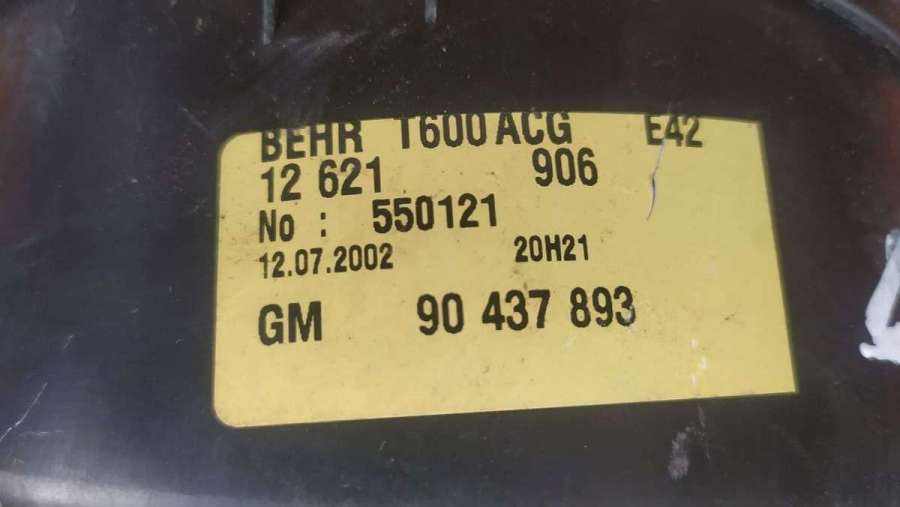 BEHR T600 ACG E42
12 621 906
No : 550121
12.07.2002 20H21
GM 90 437 893